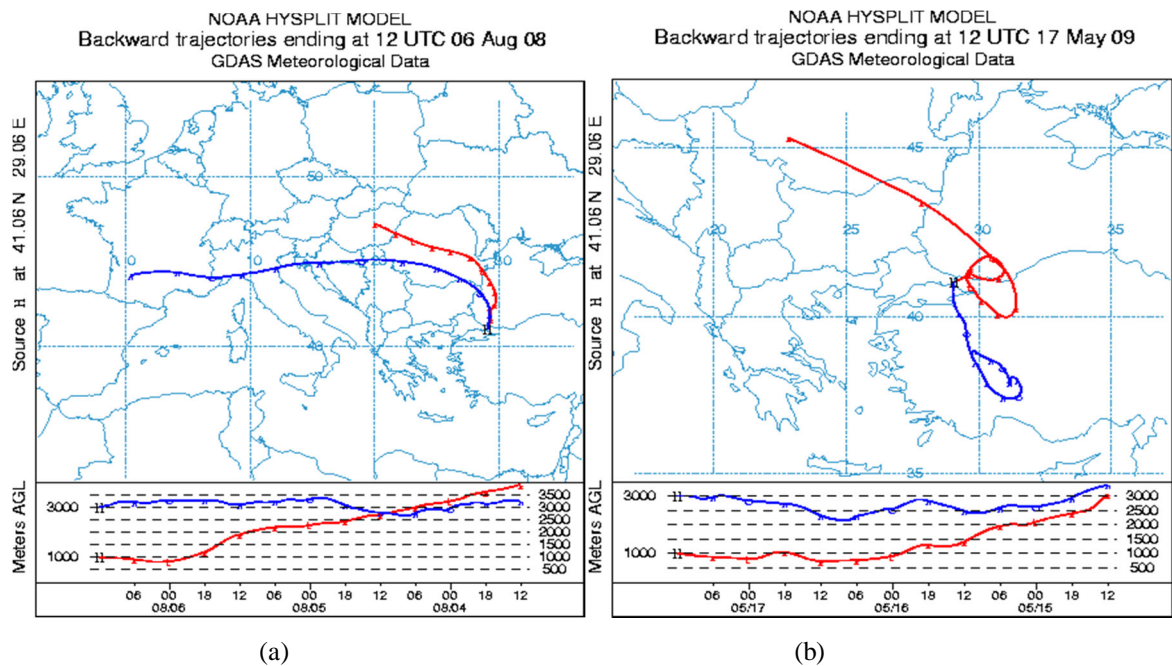 NOAA HYSPLIT MODEL
Backward trajectories ending at 12 UTC 06 Aug 08
GDAS Meteorological Data
Source at 41.06 N 29.06 E
50
0
10
Meters AGL
3000
1000
3500
3000
2500
2000
1500
1000
500
06 00 18 12 06 00 18 12 06 00 18 12
08/06 08/05 08/04
(a)
NOAA HYSPLIT MODEL
Backward trajectories ending at 12 UTC 17 May 09
GDAS Meteorological Data
Source at 41.06 N 29.06 E
45
20 25 30 35
40
35
Meters AGL
3000
1000
3000
2500
2000
1500
1000
500
06 00 18 12 06 00 18 12 06 00 18 12
05/17 05/16 05/15
(b)